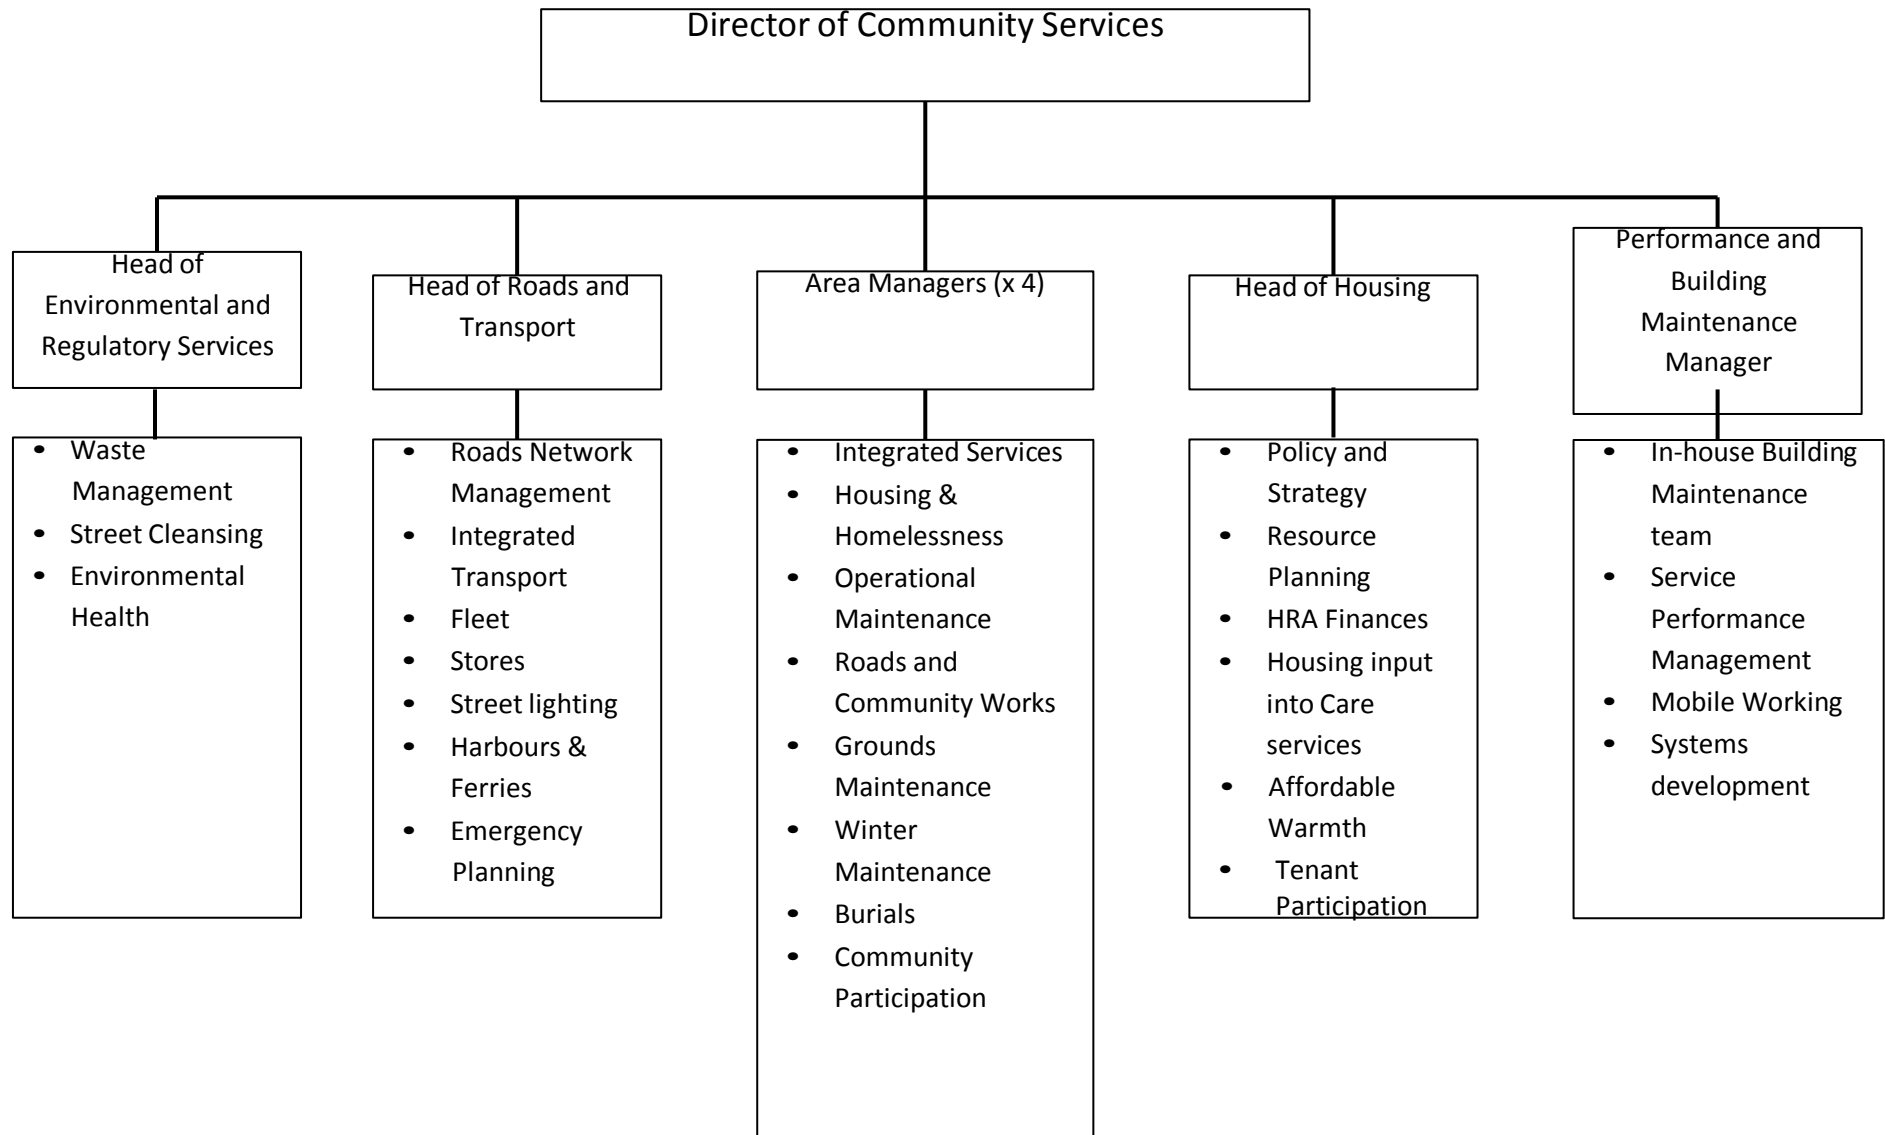 Director of Community Services
Head of
Environmental and
Regulatory Services
Head of Roads and
Transport
Area Managers (x 4)
Head of Housing
Performance and
Building
Maintenance
Manager
• Waste
Management
• Street Cleansing
• Environmental
Health
• Roads Network
Management
• Integrated
Transport
• Fleet
• Stores
• Street lighting
• Harbours &
Ferries
• Emergency
Planning
• Integrated Services
• Housing &
Homelessness
• Operational
Maintenance
• Roads and
Community Works
• Grounds
Maintenance
• Winter
Maintenance
• Burials
• Community
Participation
• Policy and
Strategy
• Resource
Planning
• HRA Finances
• Housing input
into Care
services
• Affordable
Warmth
• Tenant
Participation
• In-house Building
Maintenance
team
• Service
Performance
Management
• Mobile Working
• Systems
development